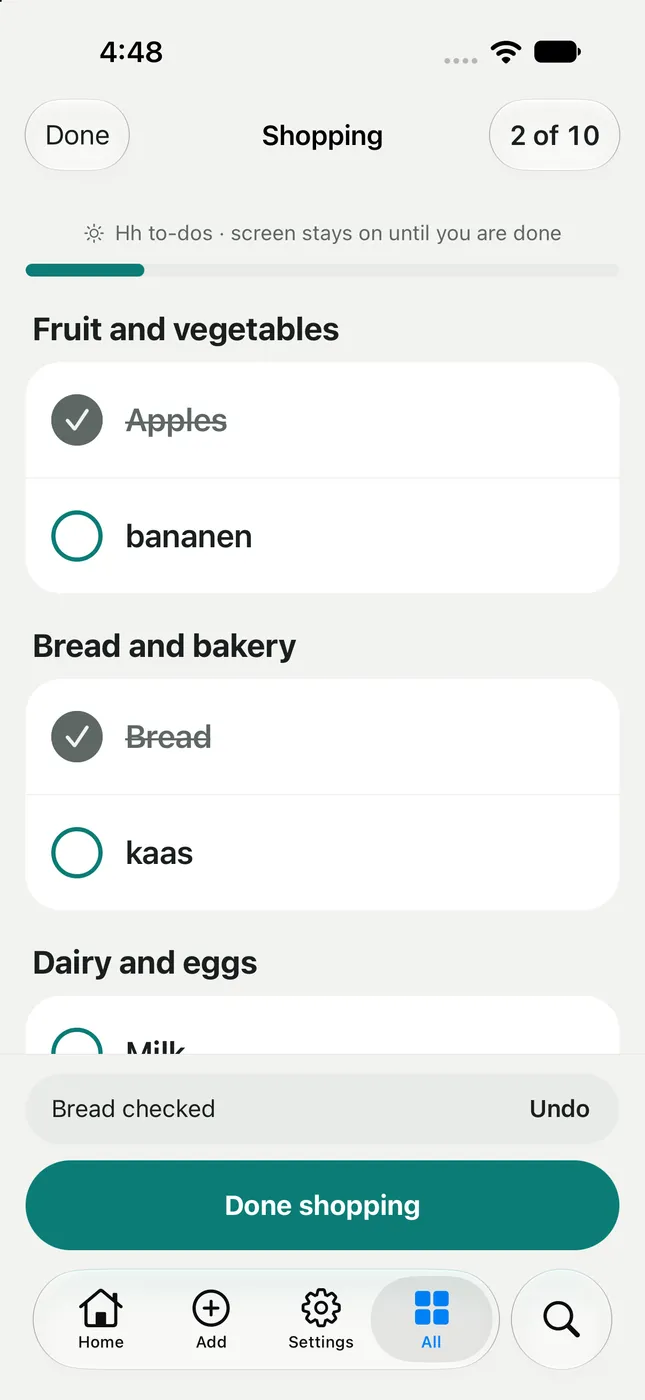 4:48
Done
Shopping
2 of 10
Hh to-dos · screen stays on until you are done
Fruit and vegetables
Apples
bananen
Bread and bakery
Bread
kaas
Dairy and eggs
Milk
Bread checked
Undo
Done shopping
Home
Add
Settings
All